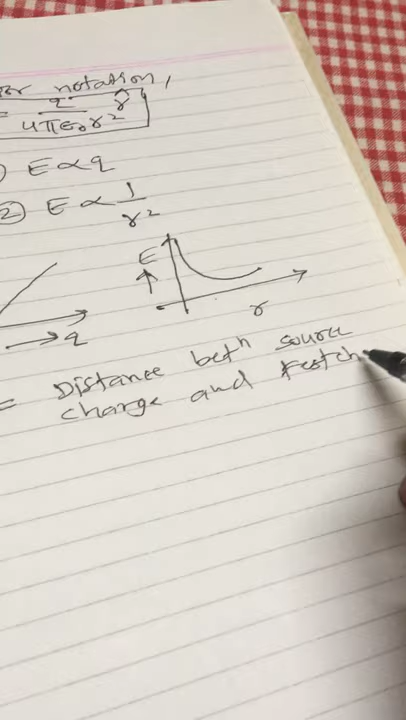 notation,
= q / 4πε₀r² r̂
E ∝ q
② E ∝ 1/r²
E
r
→ q
= Distance betn source
charge and